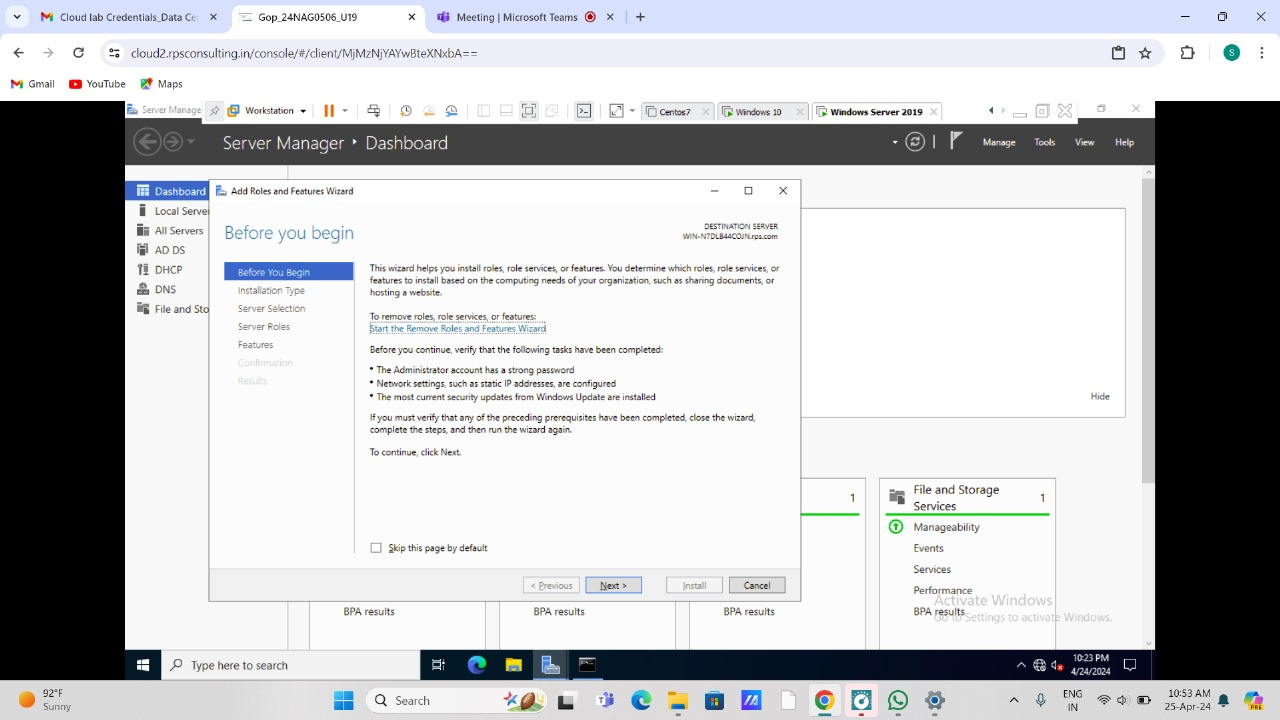 Cloud Labs_Data Ce
Gop_24NAG0506_U19
Meeting | Microsoft Teams
cloud2.rpsconsulting.in/console/#/client/MjMzNjYAYwBteXNxbA==
S
Gmail
YouTube
Maps
Server Manage
Workstation
Centos7
Windows 10
Windows Server 2019
Server Manager
Dashboard
Manage
Tools
View
Help
Dashboard
Local Serve
All Servers
AD DS
DHCP
DNS
File and Sto
Add Roles and Features Wizard
Before you begin
DESTINATION SERVER
WIN-N7DLB44COJN.rps.com
Before You Begin
Installation Type
Server Selection
Server Roles
Features
Confirmation
Results
This wizard helps you install roles, role services, or features. You determine which roles, role services, or
features to install based on the computing needs of your organization, such as sharing documents, or
hosting a website.
To remove roles, role services, or features:
Start the Remove Roles and Features Wizard
Before you continue, verify that the following tasks have been completed:
• The Administrator account has a strong password
• Network settings, such as static IP addresses, are configured
• The most current security updates from Windows Update are installed
If you must verify that any of the preceding prerequisites have been completed, close the wizard,
complete the steps, and then run the wizard again.
To continue, click Next.
Skip this page by default
< Previous
Next >
Install
Cancel
Hide
1
File and Storage
Services
1
Manageability
Events
Services
Performance
BPA results
BPA results
BPA results
BPA results
Activate Windows
Go to Settings to activate Windows.
Type here to search
10:23 PM
4/24/2024
92°F
Sunny
Search
PRE
ENG
IN
10:53 AM
25-Apr-24